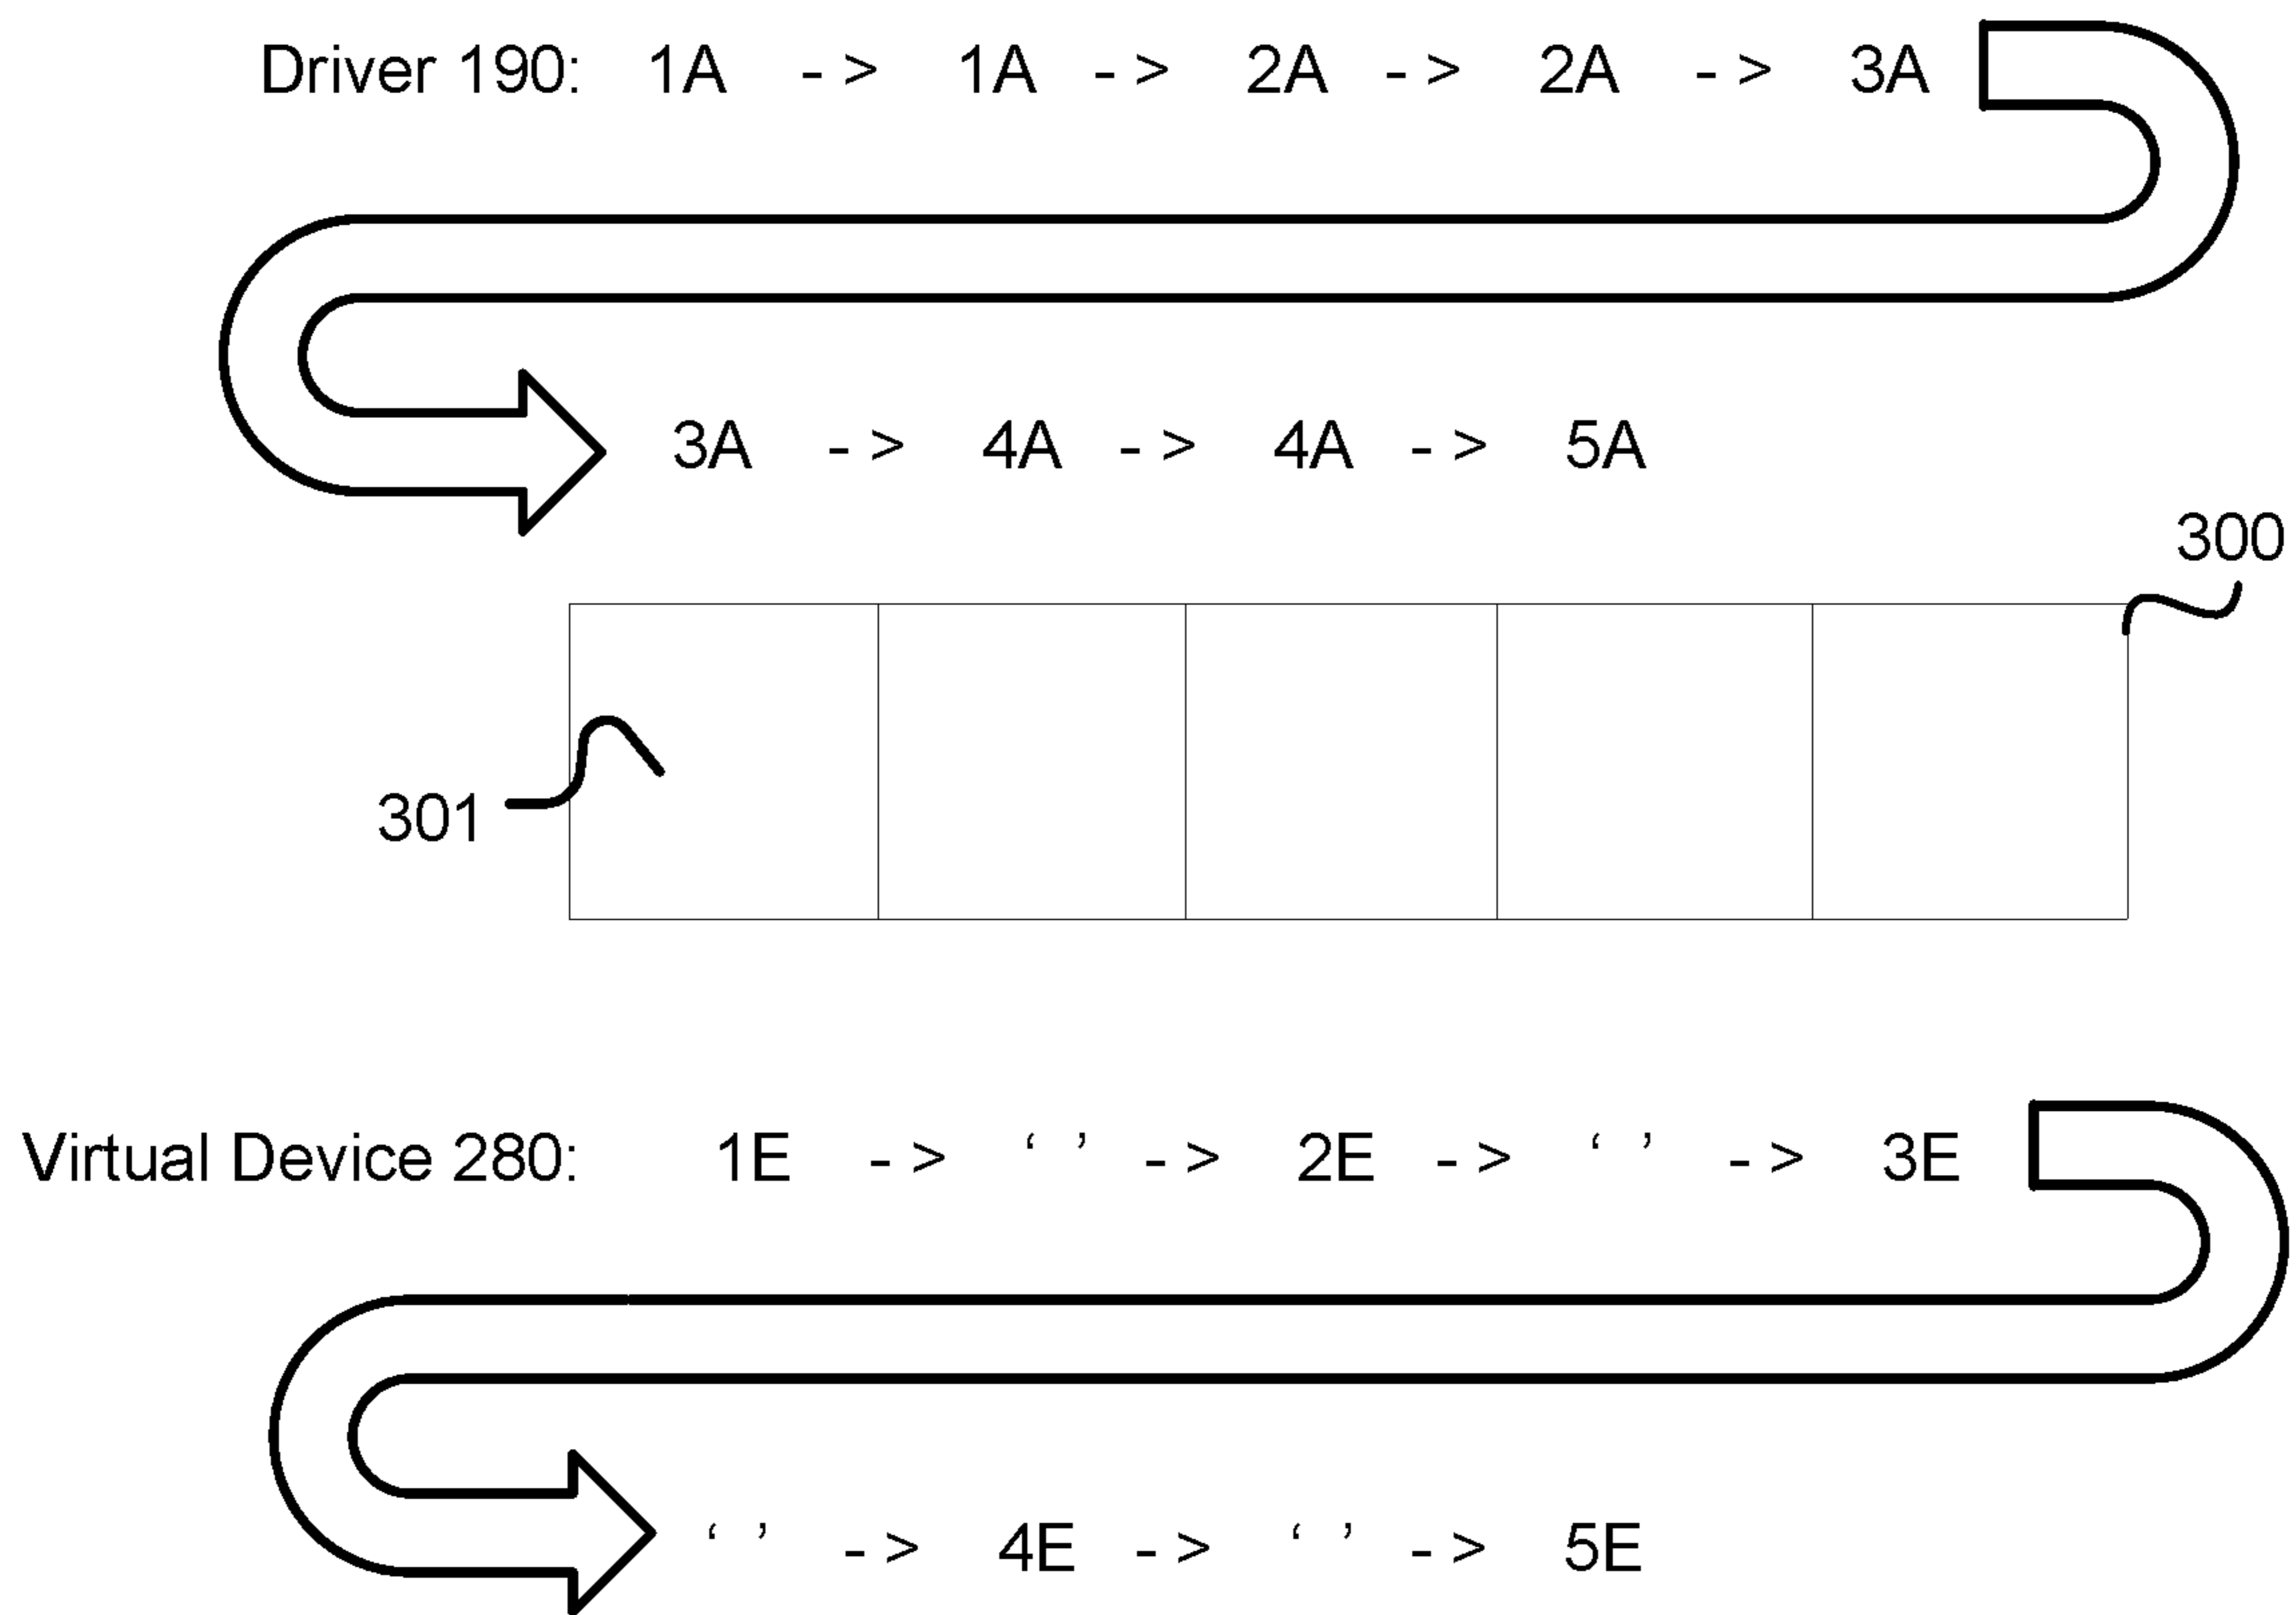 Driver 190: 1A - > 1A - > 2A - > 2A - > 3A
3A - > 4A - > 4A - > 5A
300
301
Virtual Device 280: 1E - > ‘ ’ - > 2E - > ‘ ’ - > 3E
‘ ’ - > 4E - > ‘ ’ - > 5E